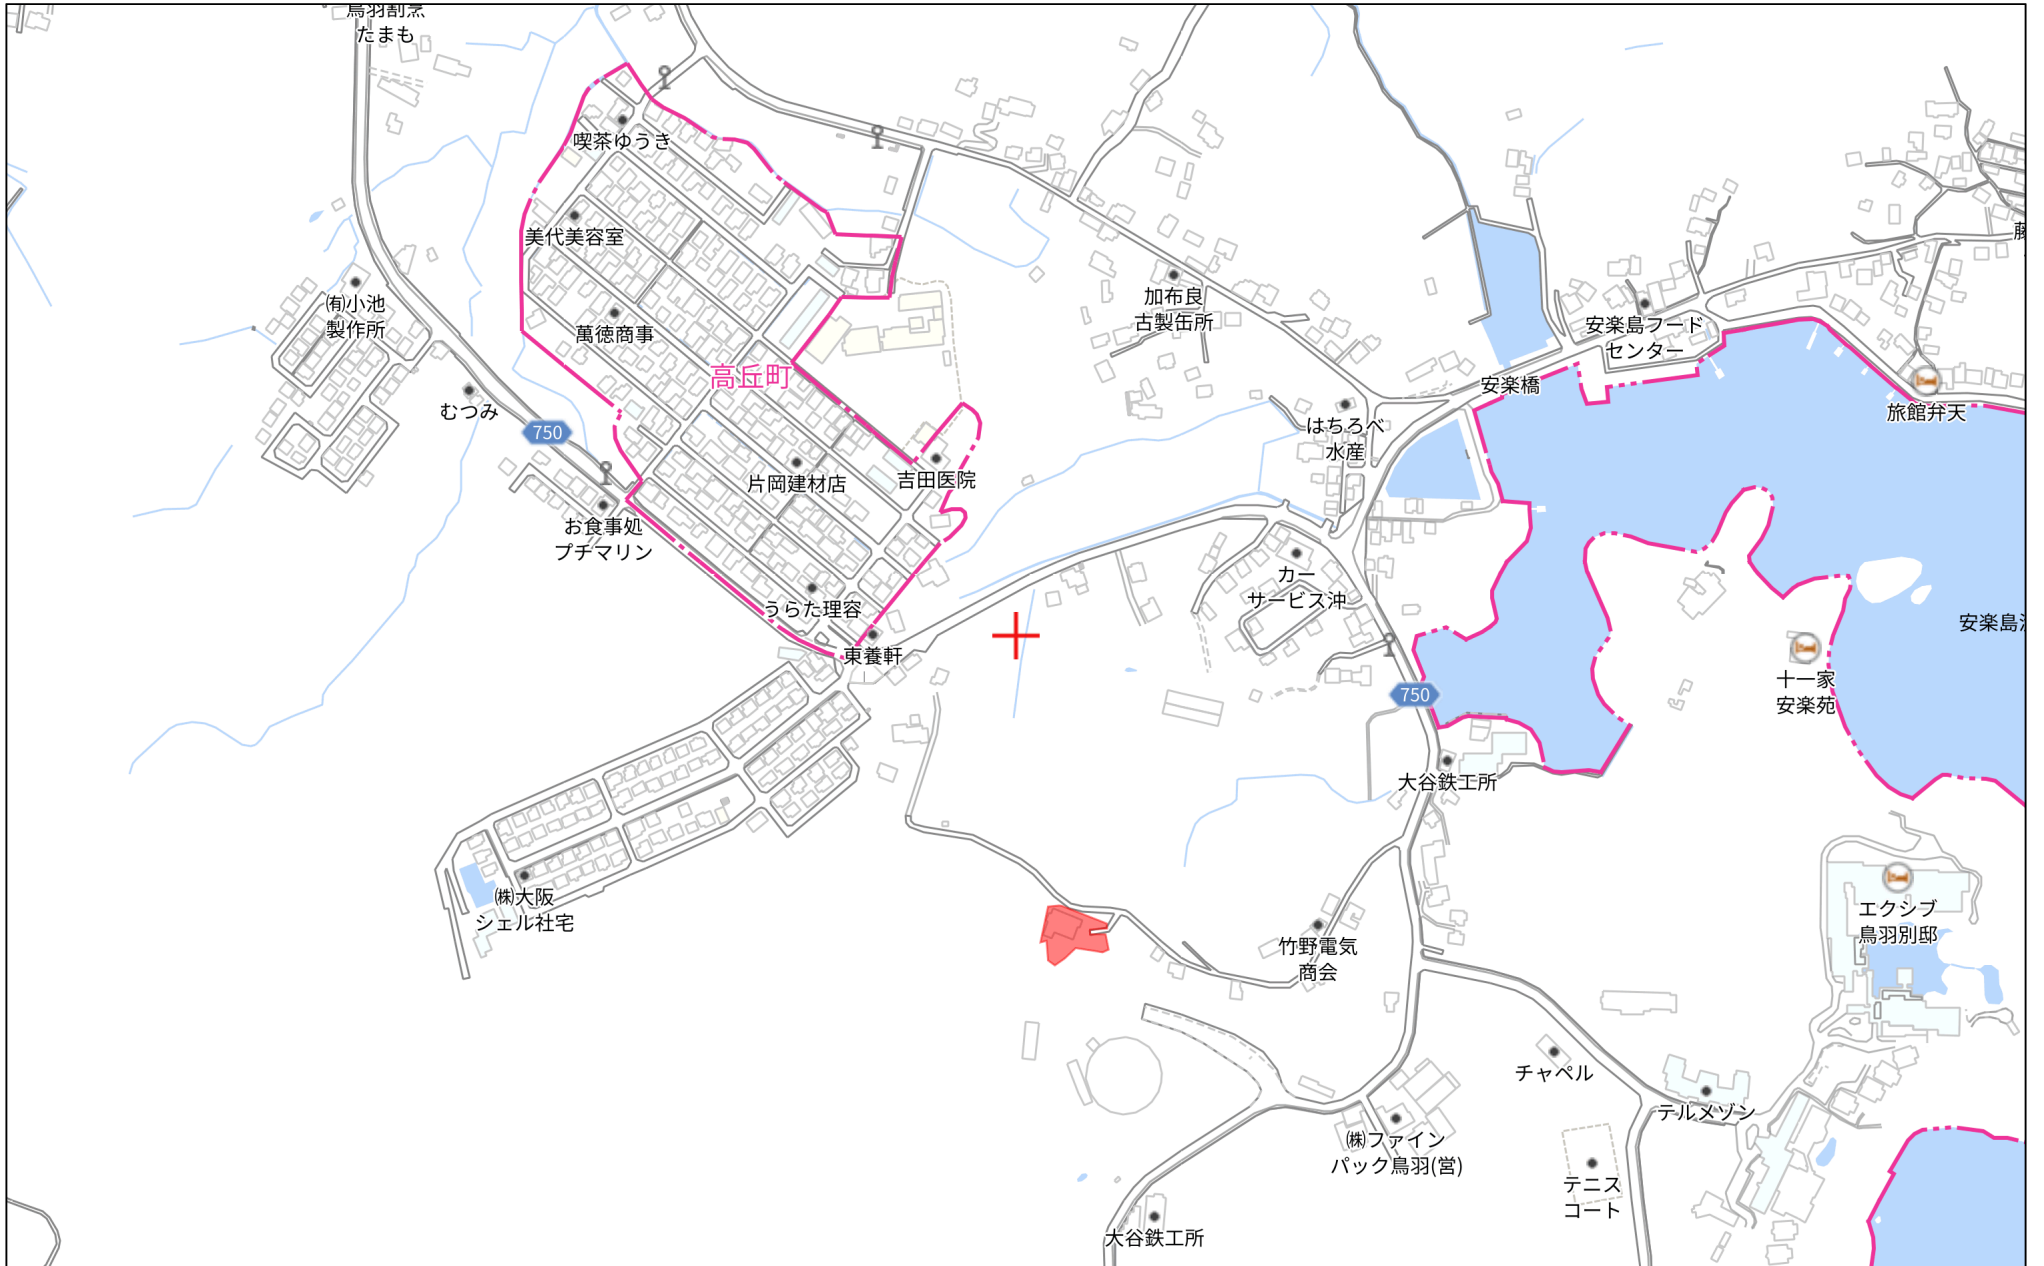 鳥羽割烹
たまも
喫茶ゆうき
美代美容室
㈲小池
製作所
萬徳商事
加布良
古製缶所
安楽島フード
センター
高丘町
安楽橋
むつみ
旅館弁天
750
はちろべ
水産
片岡建材店
吉田医院
お食事処
プチマリン
カー
サービス沖
うらた理容
東養軒
安楽島
十一家
安楽苑
750
大谷鉄工所
㈱大阪
シェル社宅
エクシブ
鳥羽別邸
竹野電気
商会
チャペル
テルメゾン
㈱ファイン
パック鳥羽(営)
テニス
コート
大谷鉄工所